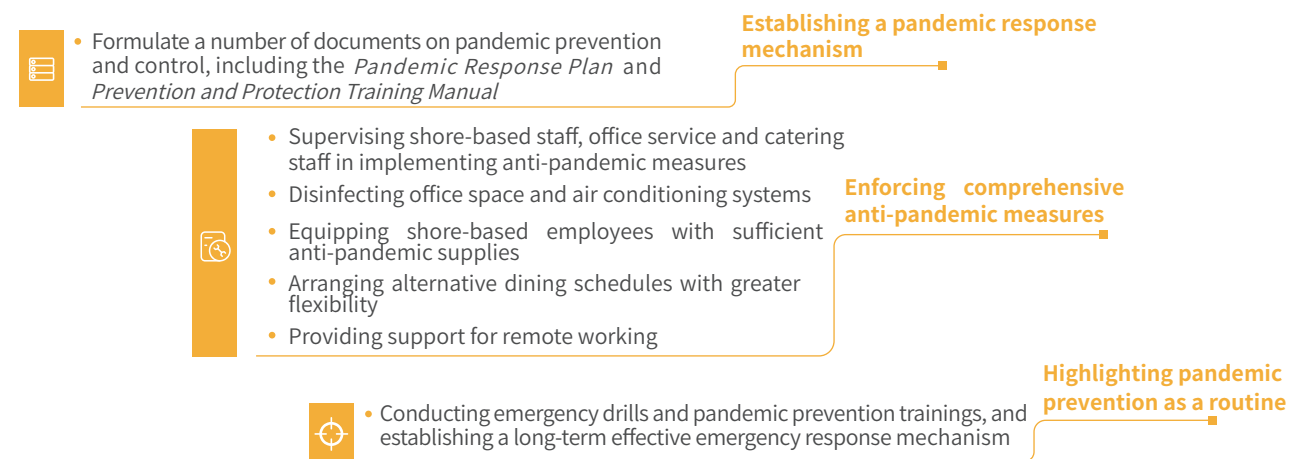 Establishing a pandemic response
mechanism
• Formulate a number of documents on pandemic prevention
and control, including the Pandemic Response Plan and
Prevention and Protection Training Manual
Enforcing comprehensive
anti-pandemic measures
• Supervising shore-based staff, office service and catering
staff in implementing anti-pandemic measures
• Disinfecting office space and air conditioning systems
• Equipping shore-based employees with sufficient
anti-pandemic supplies
• Arranging alternative dining schedules with greater
flexibility
• Providing support for remote working
Highlighting pandemic
prevention as a routine
• Conducting emergency drills and pandemic prevention trainings, and
establishing a long-term effective emergency response mechanism